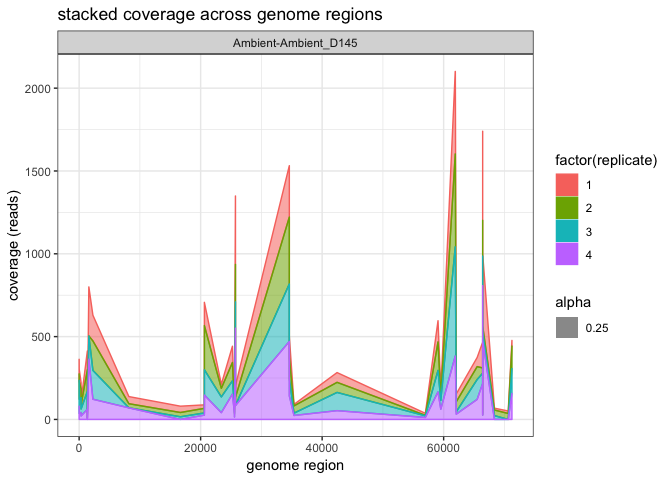 stacked coverage across genome regions
Ambient-Ambient_D145
coverage (reads)
2000
1500
1000
500
0
0
20000
40000
60000
genome region
factor(replicate)
1
2
3
4
alpha
0.25